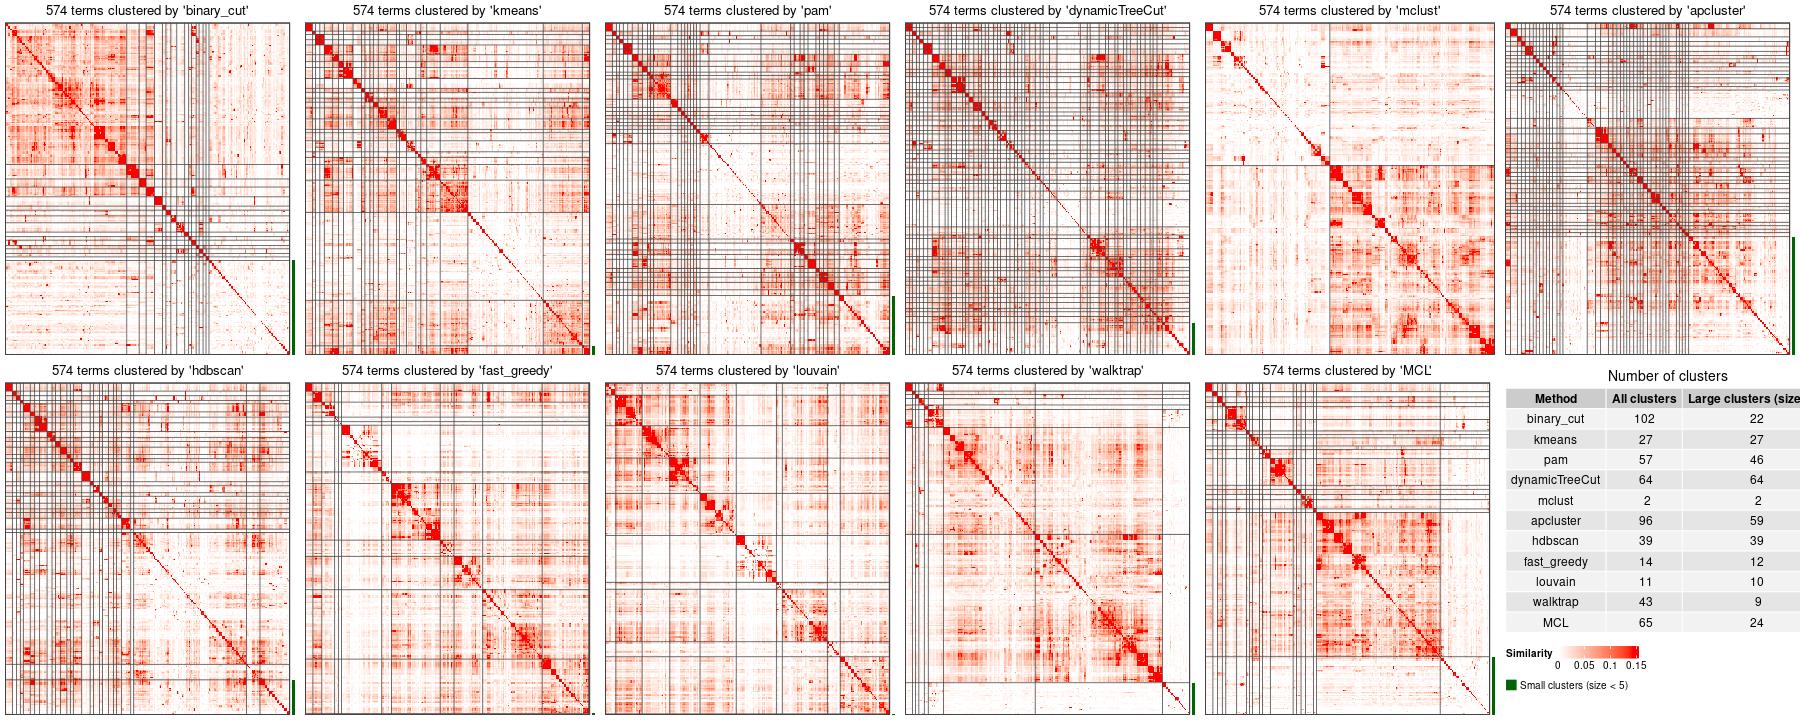 574 terms clustered by 'binary_cut'
574 terms clustered by 'kmeans'
574 terms clustered by 'pam'
574 terms clustered by 'dynamicTreeCut'
574 terms clustered by 'mclust'
574 terms clustered by 'apcluster'
574 terms clustered by 'hdbscan'
574 terms clustered by 'fast_greedy'
574 terms clustered by 'louvain'
574 terms clustered by 'walktrap'
574 terms clustered by 'MCL'
Number of clusters
Method All clusters Large clusters (size
binary_cut 102 22
kmeans 27 27
pam 57 46
dynamicTreeCut 64 64
mclust 2 2
apcluster 96 59
hdbscan 39 39
fast_greedy 14 12
louvain 11 10
walktrap 43 9
MCL 65 24
Similarity
0 0.05 0.1 0.15
Small clusters (size < 5)